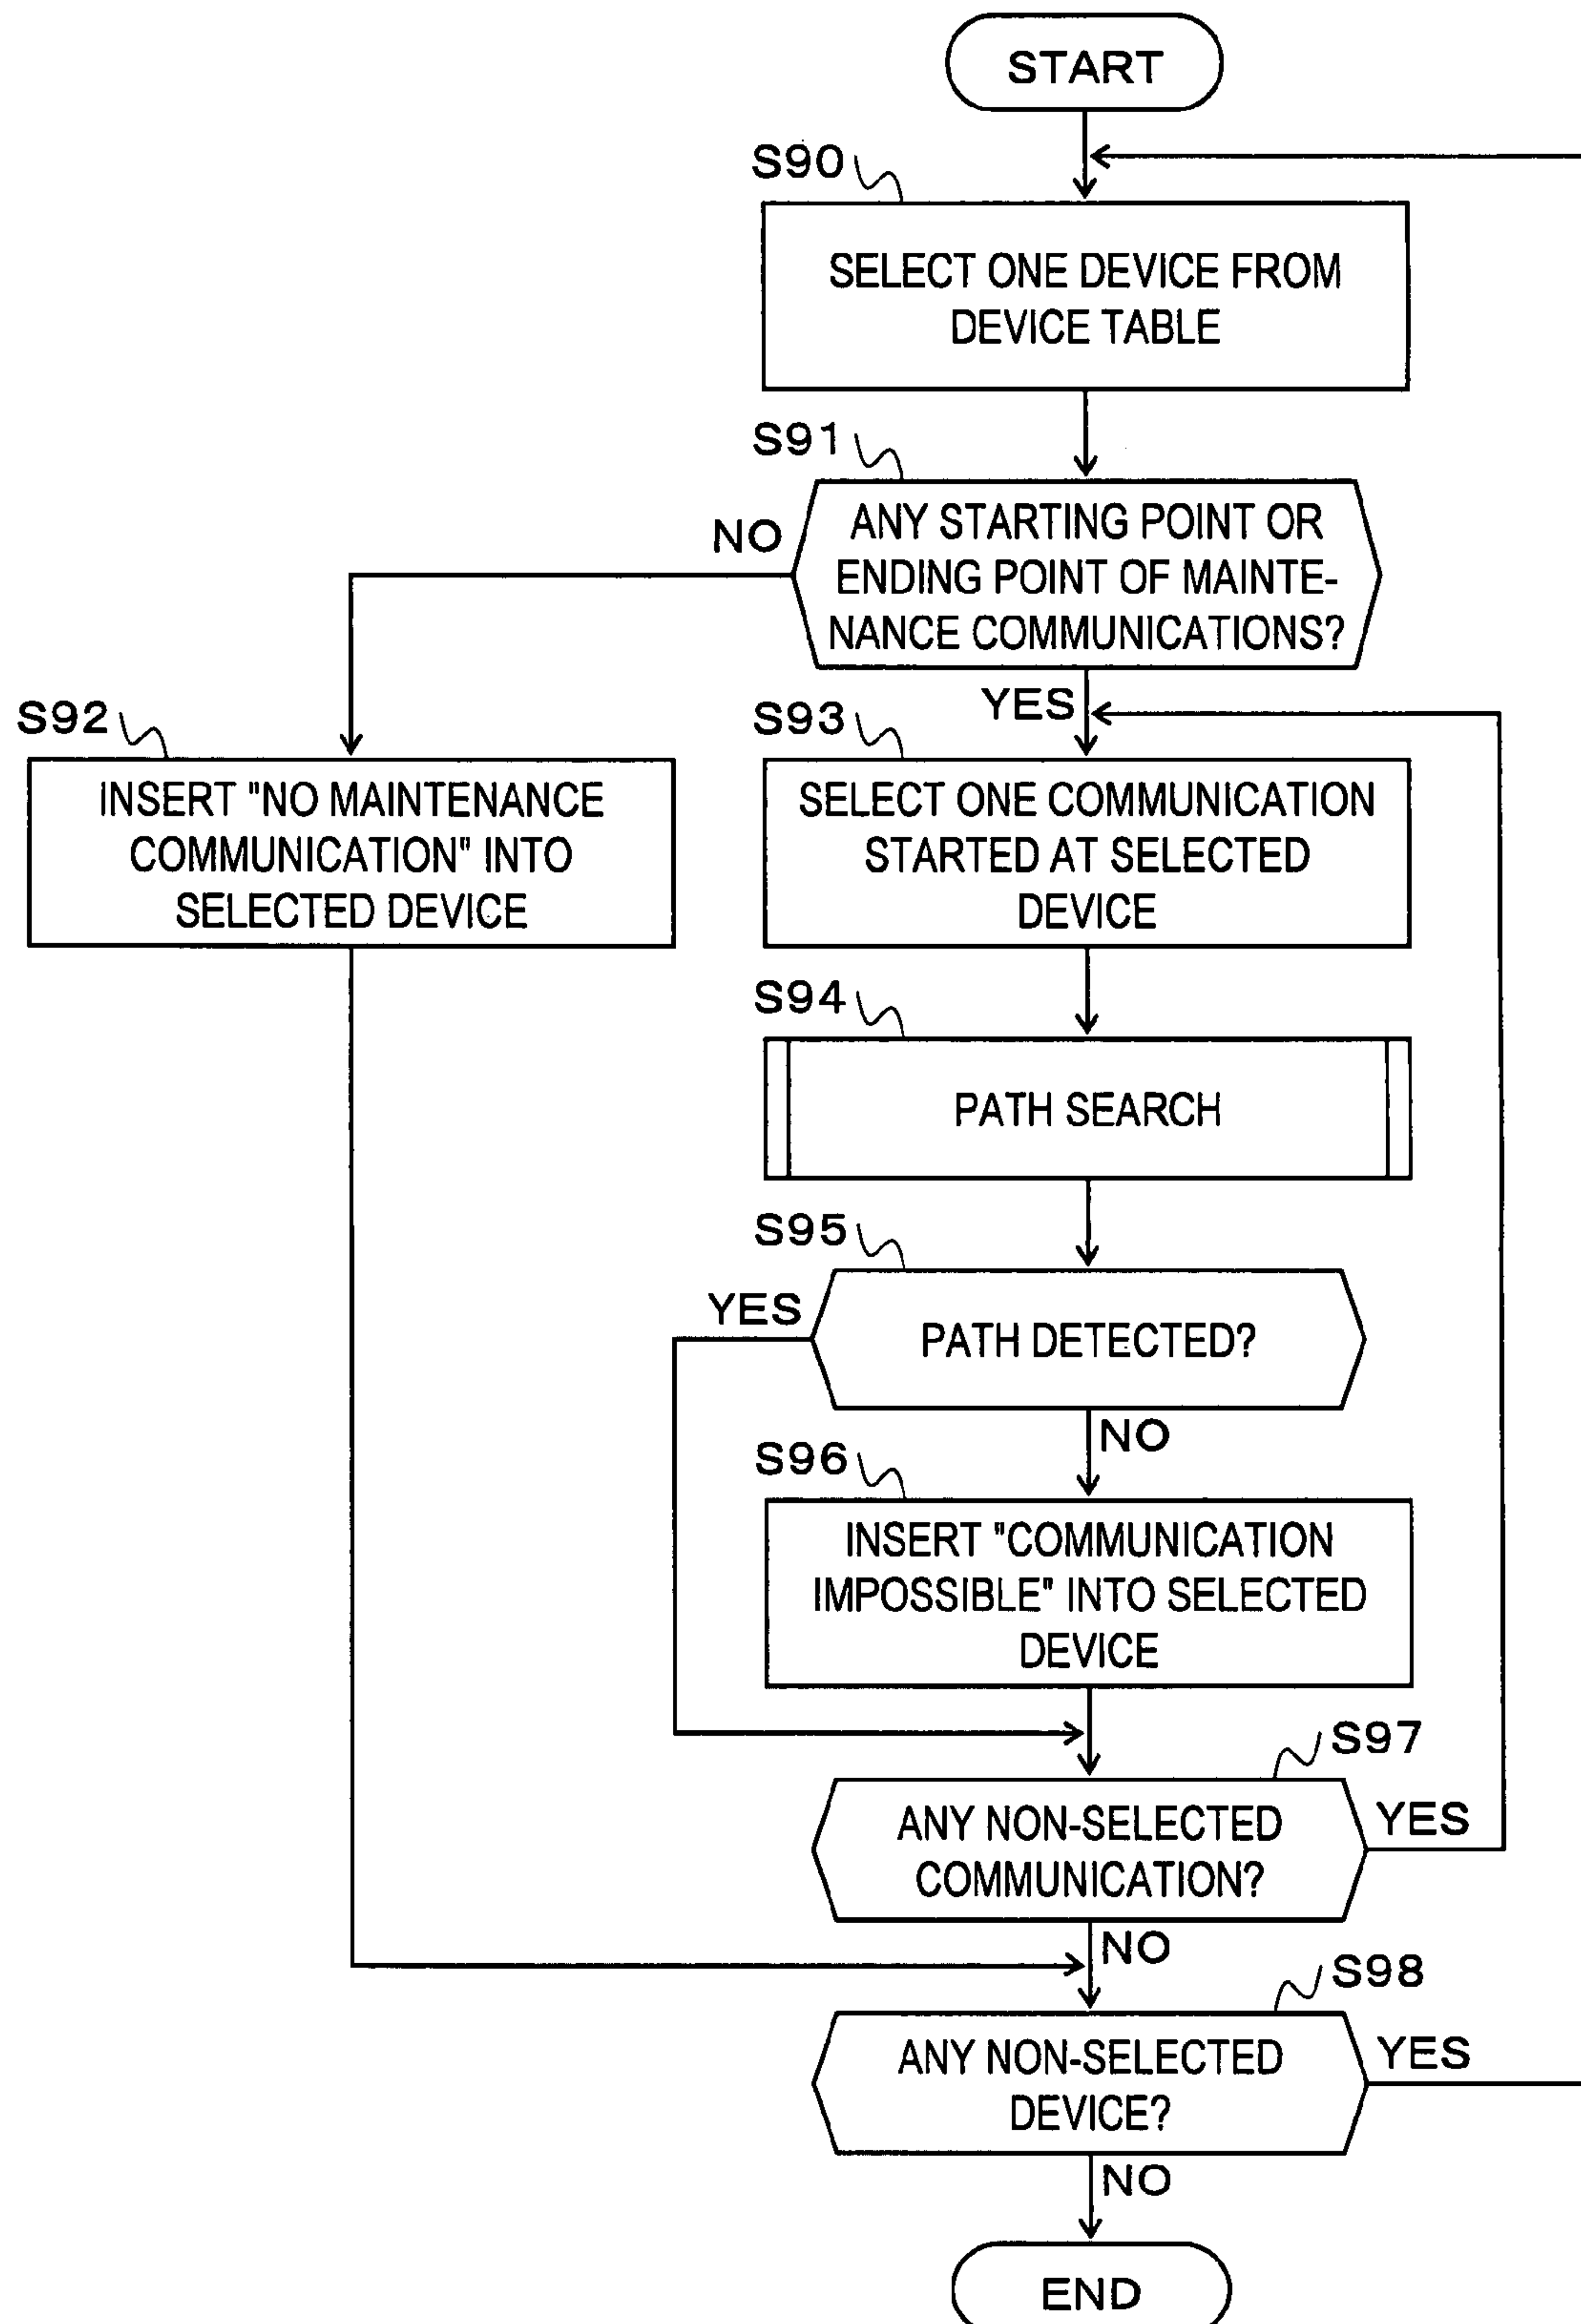 START
S90
SELECT ONE DEVICE FROM
DEVICE TABLE
S91
NO
ANY STARTING POINT OR
ENDING POINT OF MAINTE-
NANCE COMMUNICATIONS?
YES
S92
INSERT "NO MAINTENANCE
COMMUNICATION" INTO
SELECTED DEVICE
S93
SELECT ONE COMMUNICATION
STARTED AT SELECTED
DEVICE
S94
PATH SEARCH
S95
YES
PATH DETECTED?
NO
S96
INSERT "COMMUNICATION
IMPOSSIBLE" INTO SELECTED
DEVICE
S97
ANY NON-SELECTED
COMMUNICATION?
YES
NO
S98
ANY NON-SELECTED
DEVICE?
YES
NO
END